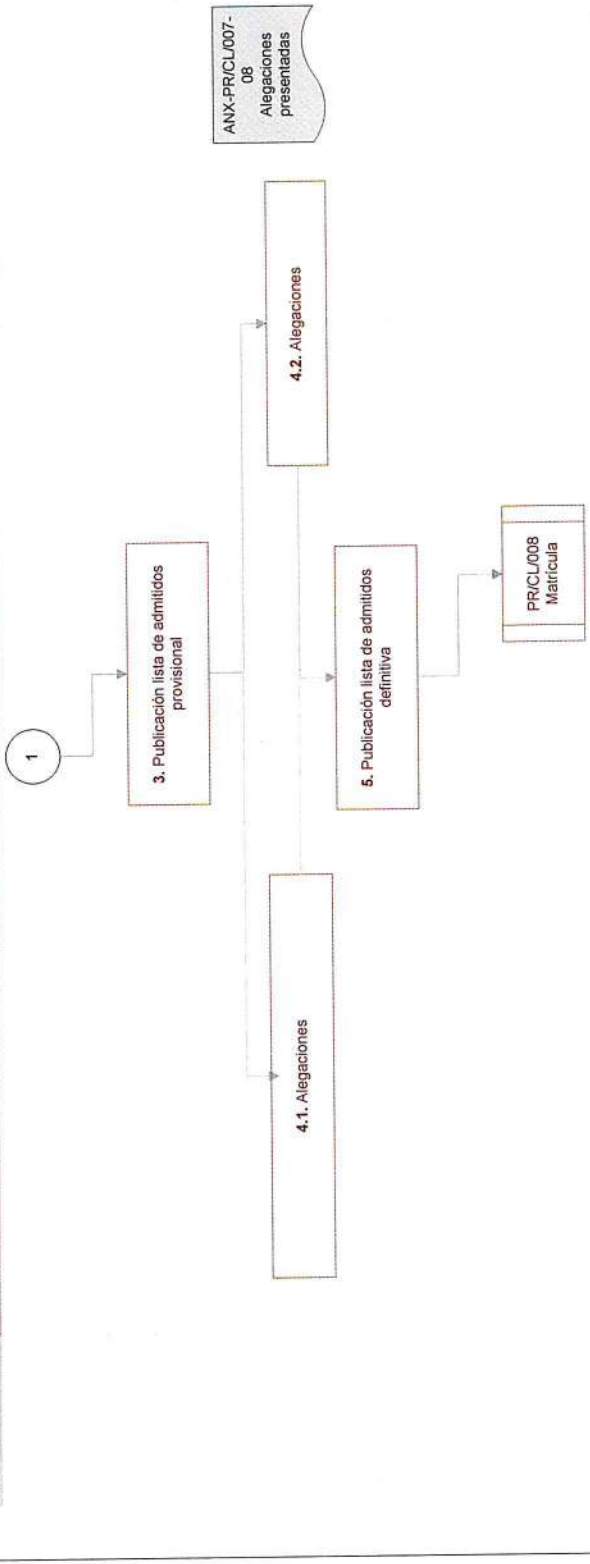 1
ANX-PR/CL/007-
08
Alegaciones
presentadas
3. Publicación lista de admitidos
provisional
4.1. Alegaciones
4.2. Alegaciones
5. Publicación lista de admitidos
definitiva
PR/CL/008
Matrícula